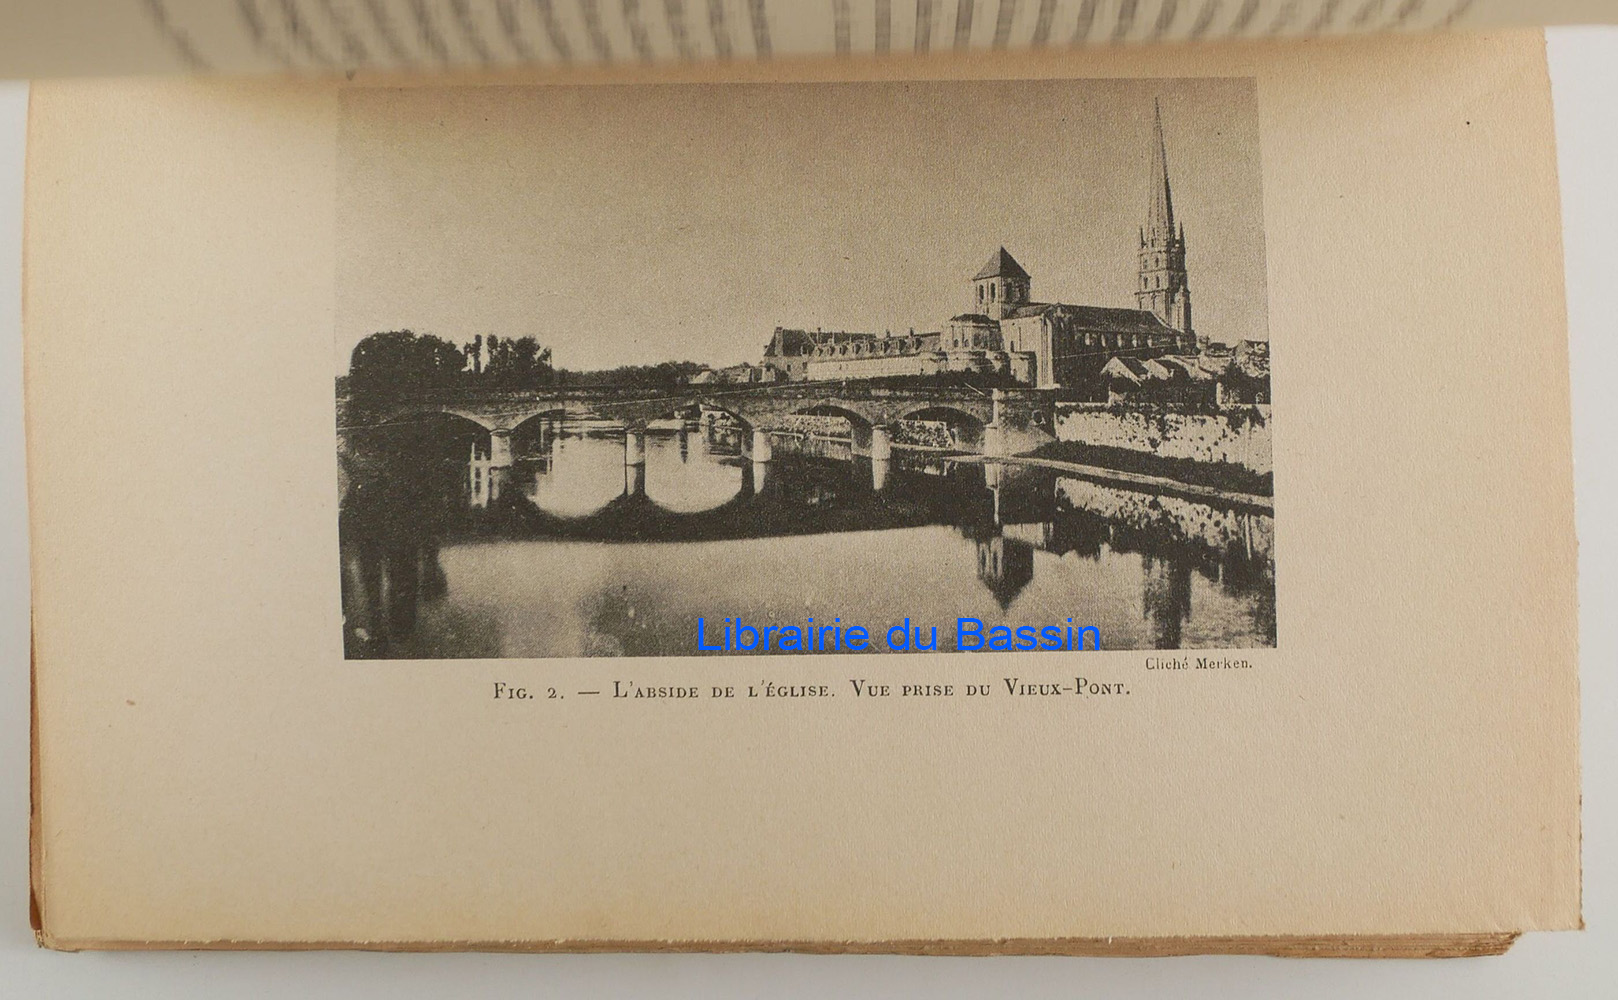 Librairie du Bassin
Cliché Merken.
Fig. 2. — L'abside de l'église. Vue prise du Vieux-Pont.